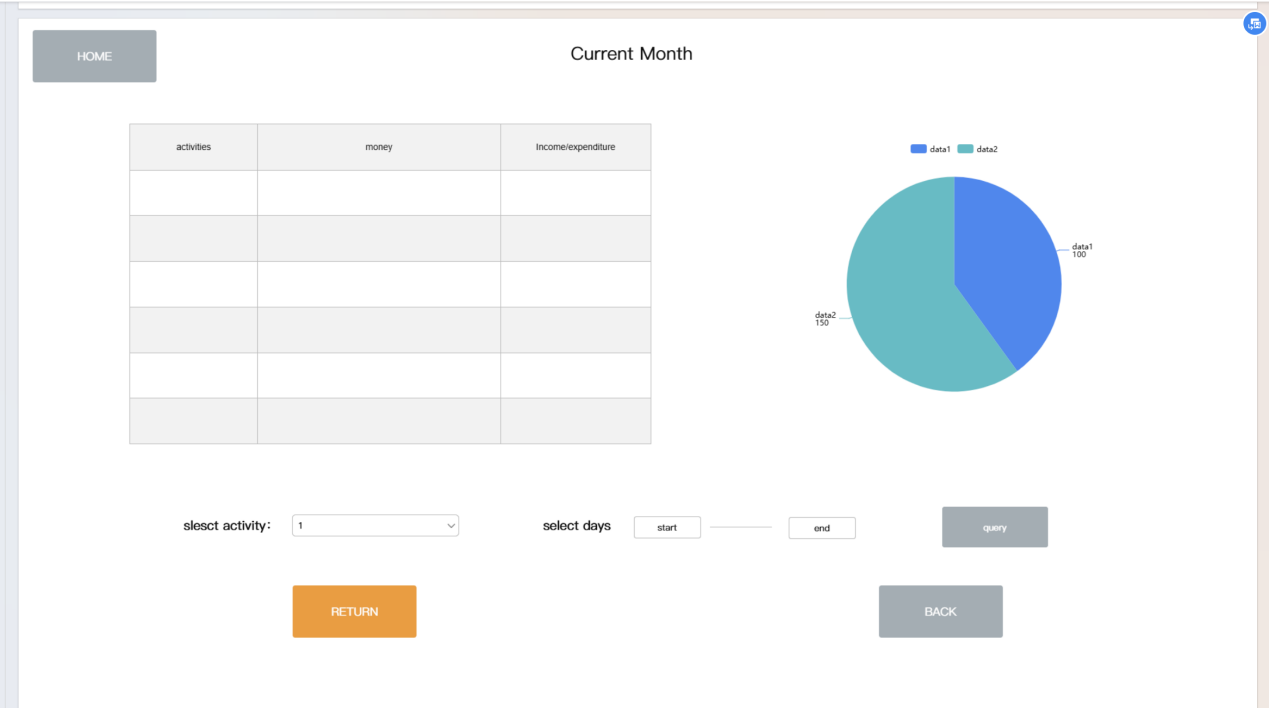 HOME
Current Month
activities money Income/expenditure
data1 data2
data1
100
data2
150
slesct activity: 1 select days start end query
RETURN BACK